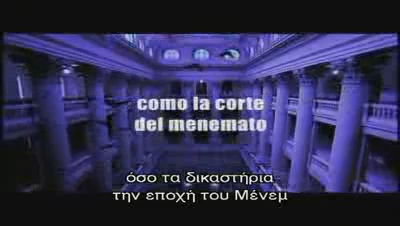 como la corte
del menemato
όσο τα δικαστήρια
την εποχή του Μένεμ